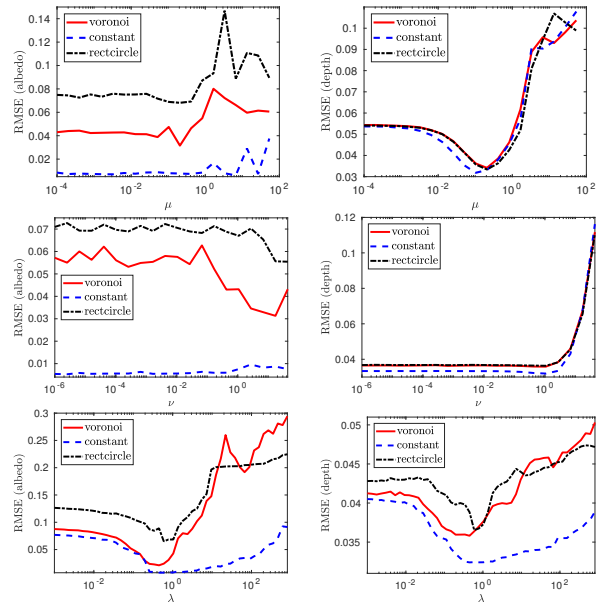 0.14
0.12
0.1
0.08
0.06
0.04
0.02
RMSE (albedo)
voronoi
constant
rectcircle
10^-4
10^-2
10^0
10^2
μ
0.1
0.09
0.08
0.07
0.06
0.05
0.04
0.03
RMSE (depth)
voronoi
constant
rectcircle
10^-4
10^-2
10^0
10^2
μ
0.07
0.06
0.05
0.04
0.03
0.02
0.01
RMSE (albedo)
voronoi
constant
rectcircle
10^-6
10^-4
10^-2
10^0
ν
0.12
0.1
0.08
0.06
0.04
RMSE (depth)
voronoi
constant
rectcircle
10^-6
10^-4
10^-2
10^0
ν
0.3
0.25
0.2
0.15
0.1
0.05
RMSE (albedo)
voronoi
constant
rectcircle
10^-2
10^0
10^2
λ
0.05
0.045
0.04
0.035
RMSE (depth)
voronoi
constant
rectcircle
10^-2
10^0
10^2
λ